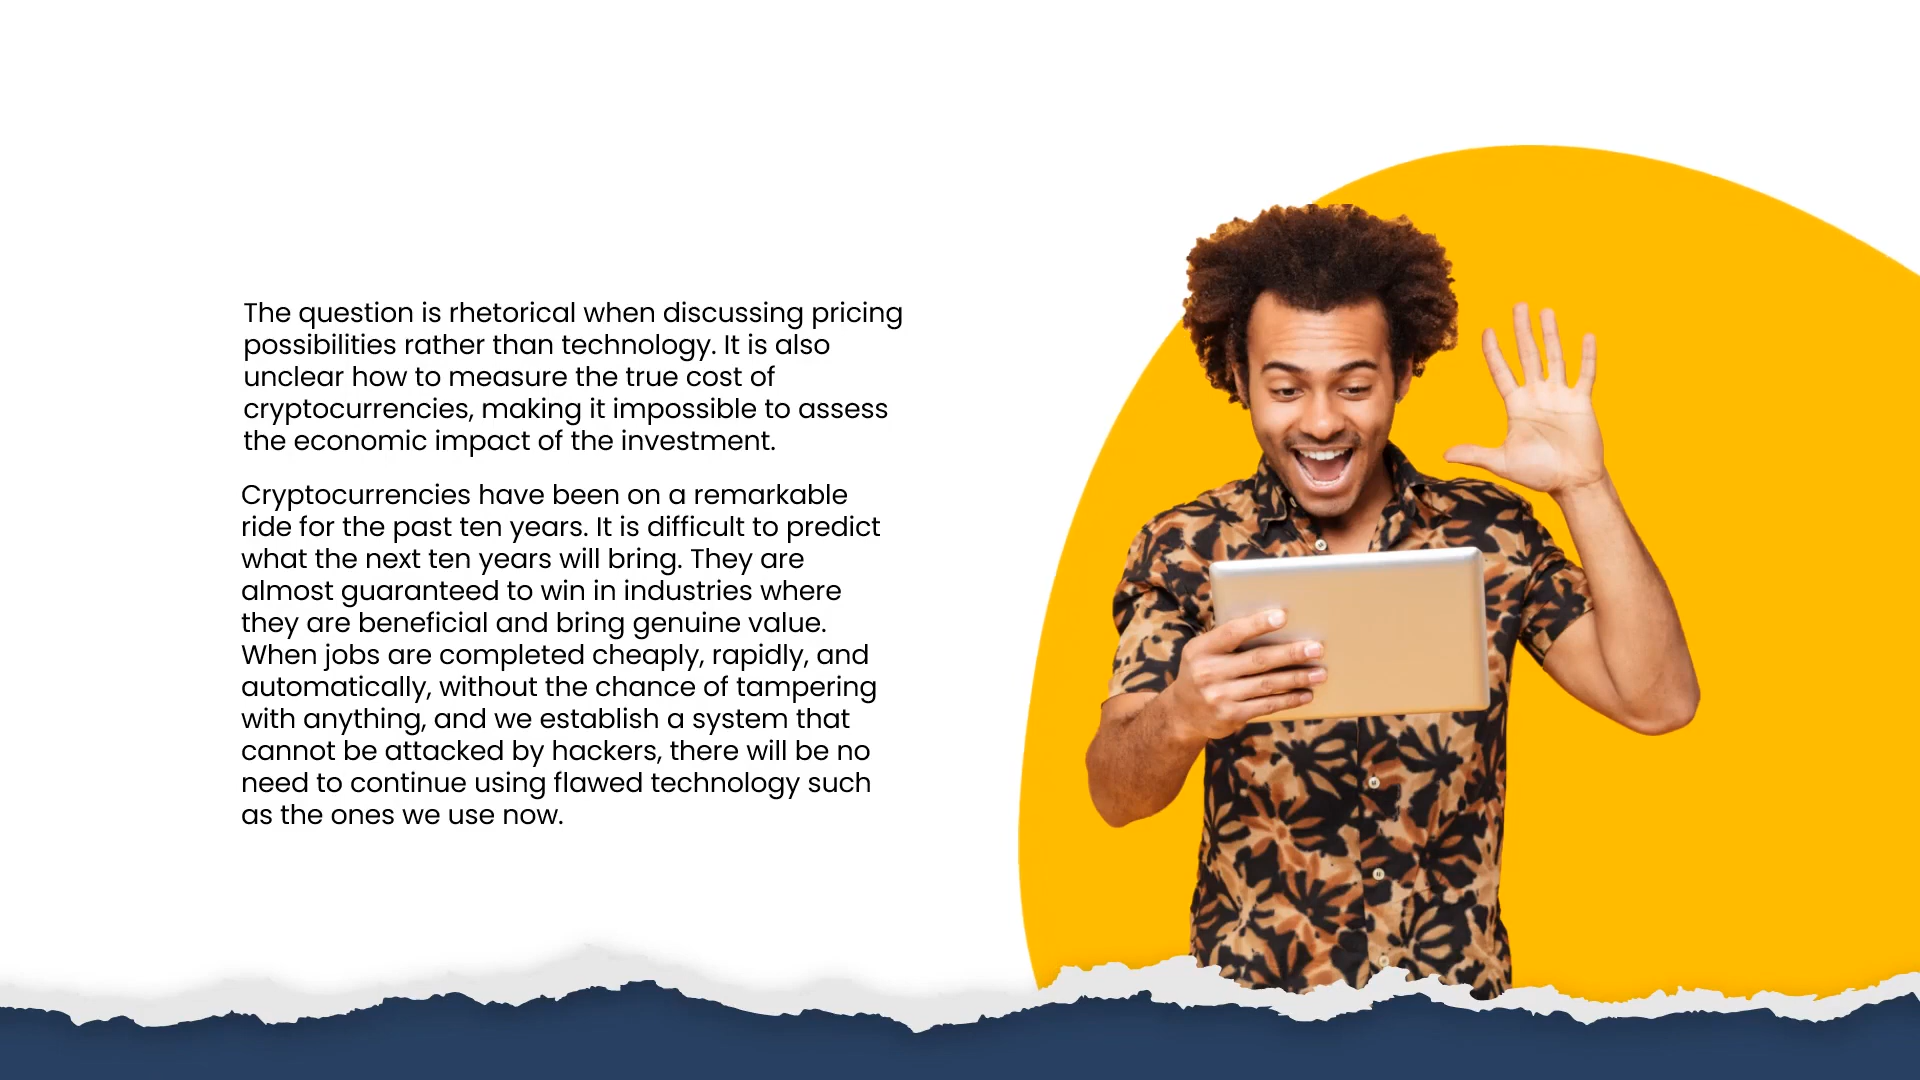 The question is rhetorical when discussing pricing
possibilities rather than technology. It is also
unclear how to measure the true cost of
cryptocurrencies, making it impossible to assess
the economic impact of the investment.
Cryptocurrencies have been on a remarkable
ride for the past ten years. It is difficult to predict
what the next ten years will bring. They are
almost guaranteed to win in industries where
they are beneficial and bring genuine value.
When jobs are completed cheaply, rapidly, and
automatically, without the chance of tampering
with anything, and we establish a system that
cannot be attacked by hackers, there will be no
need to continue using flawed technology such
as the ones we use now.